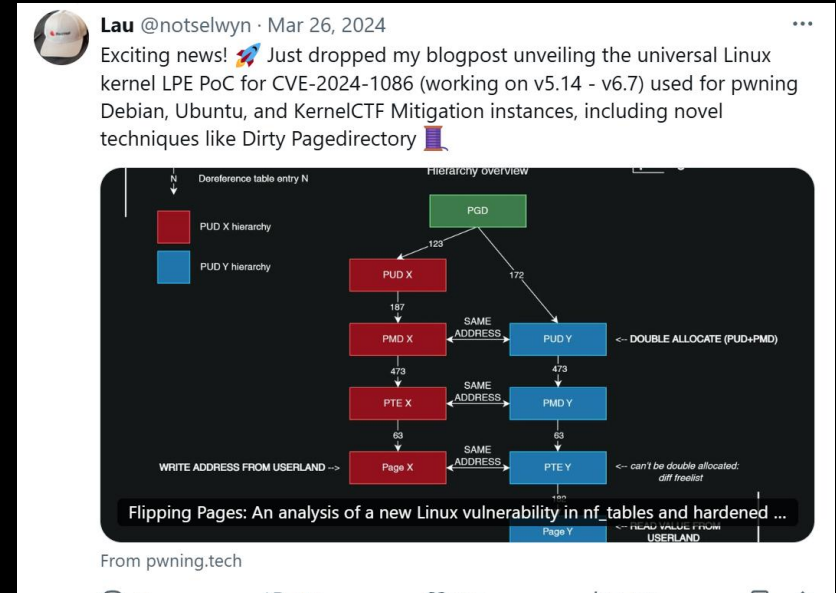 Lau @notselwyn · Mar 26, 2024
Exciting news! 🚀 Just dropped my blogpost unveiling the universal Linux
kernel LPE PoC for CVE-2024-1086 (working on v5.14 - v6.7) used for pwning
Debian, Ubuntu, and KernelCTF Mitigation instances, including novel
techniques like Dirty Pagedirectory 🧵
Hierarchy overview
N Dereference table entry N
PGD
PUD X hierarchy
123
PUD Y hierarchy
PUD X
172
187
PMD X
SAME
ADDRESS
PUD Y
<-- DOUBLE ALLOCATE (PUD+PMD)
473
473
PTE X
SAME
ADDRESS
PMD Y
63
63
WRITE ADDRESS FROM USERLAND -->
Page X
SAME
ADDRESS
PTE Y
<-- can't be double allocated:
diff freelist
Flipping Pages: An analysis of a new Linux vulnerability in nf_tables and hardened ...
Page Y
<-- READ VALUE FROM
USERLAND
From pwning.tech